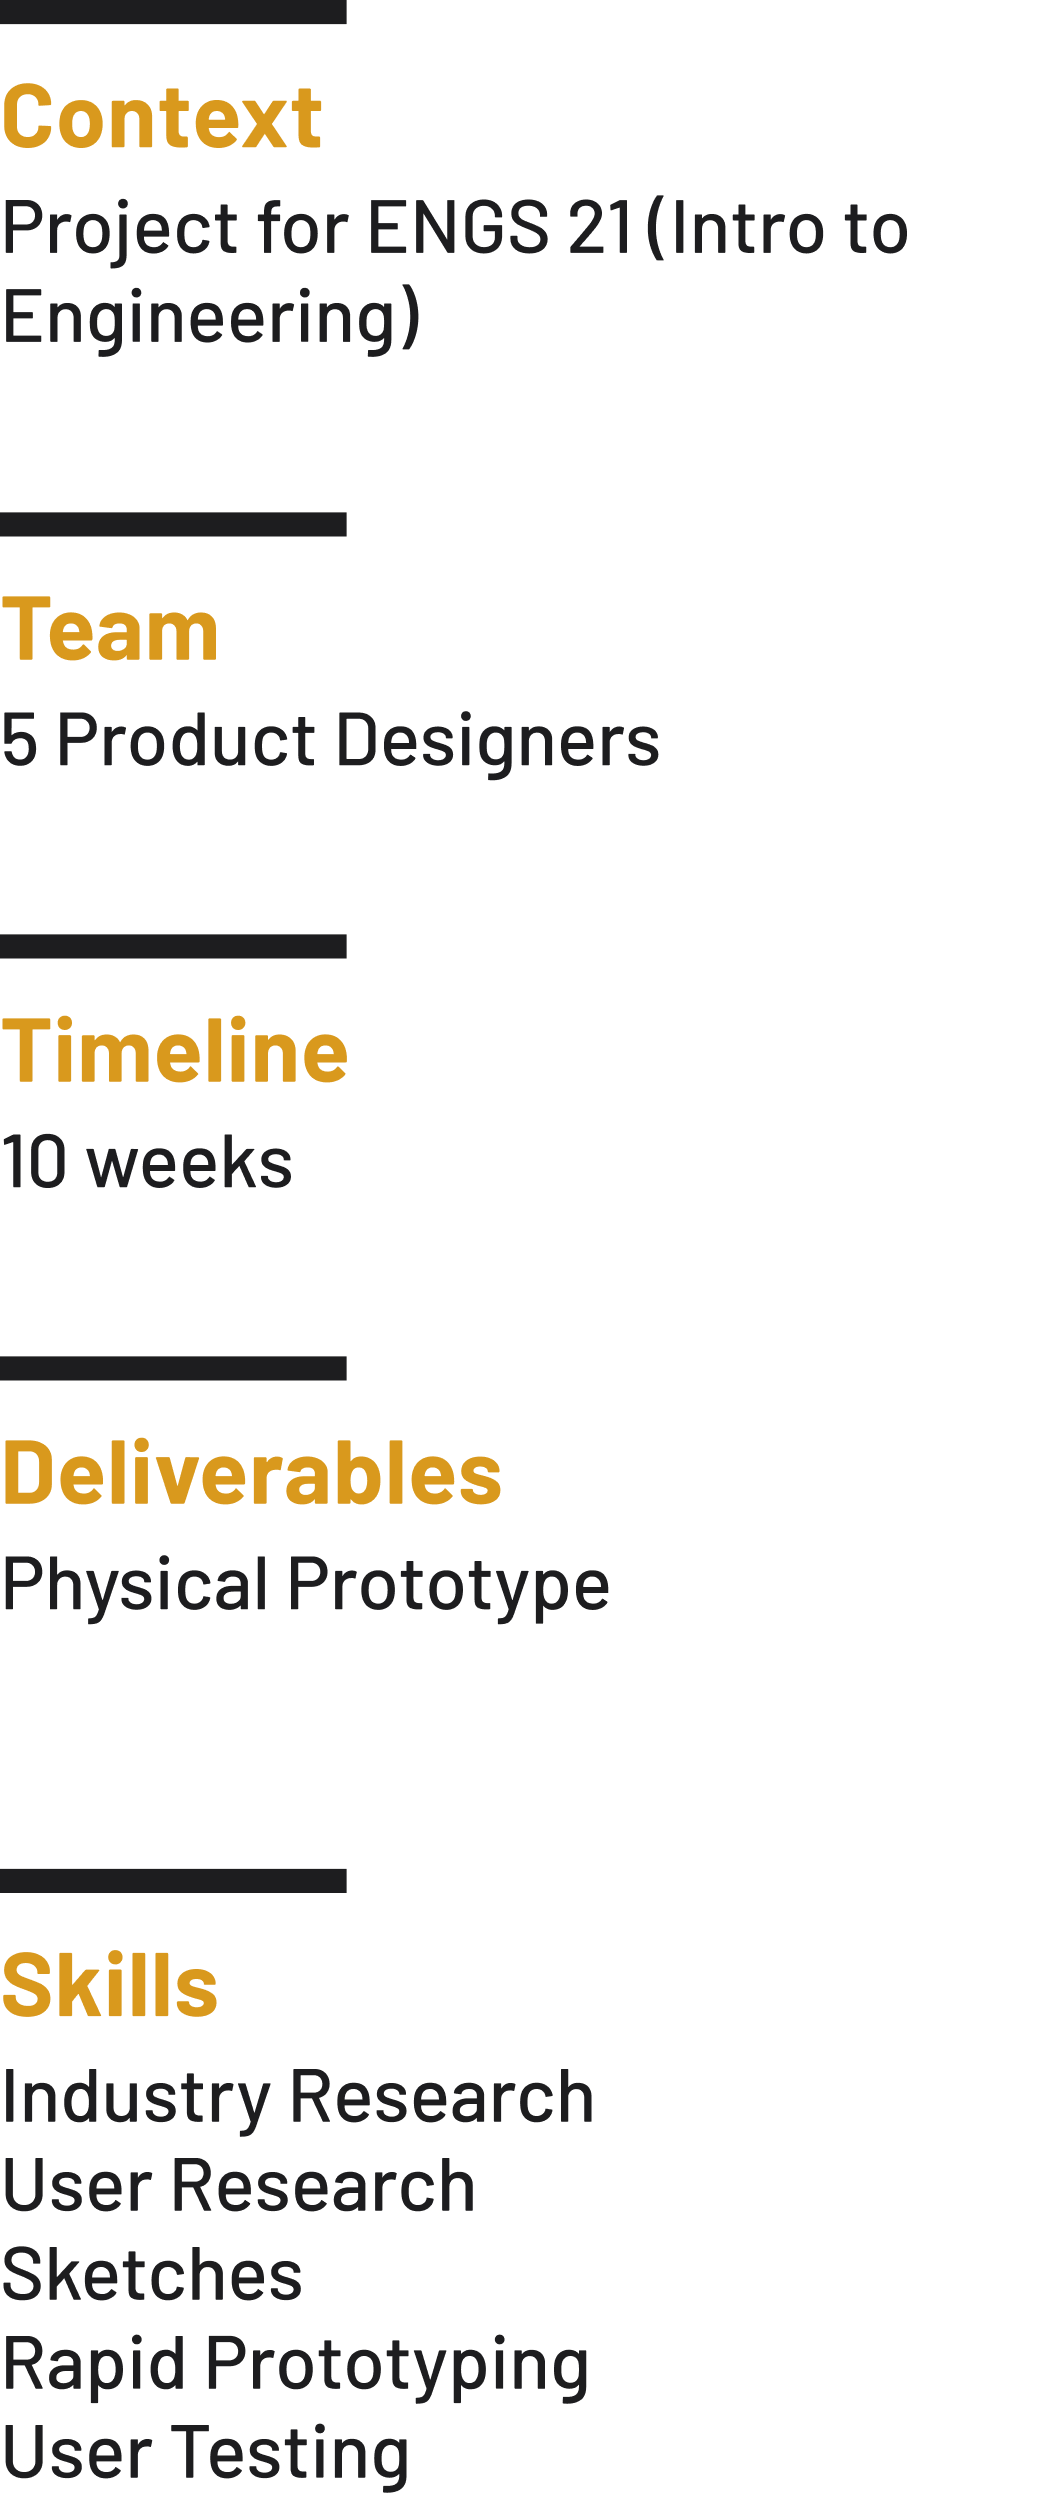 Context
Project for ENGS 21(Intro to
Engineering)
Team
5 Product Designers
Timeline
10 weeks
Deliverables
Physical Prototype
Skills
Industry Research
User Research
Sketches
Rapid Prototyping
User Testing